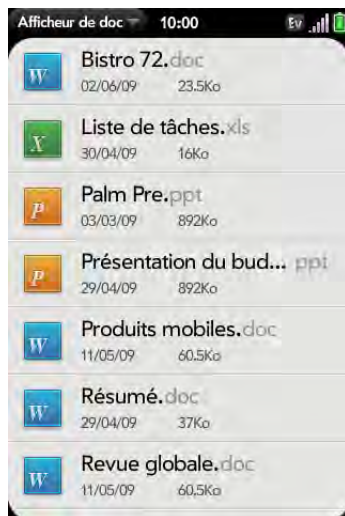 Afficheur de doc 10:00 Ev
W Bistro 72.doc
02/06/09 23.5Ko
X Liste de tâches.xls
30/04/09 16Ko
P Palm Pre.ppt
03/03/09 892Ko
P Présentation du bud... ppt
29/04/09 892Ko
W Produits mobiles.doc
11/05/09 60.5Ko
W Résumé.doc
29/04/09 37Ko
W Revue globale.doc
11/05/09 60,5Ko